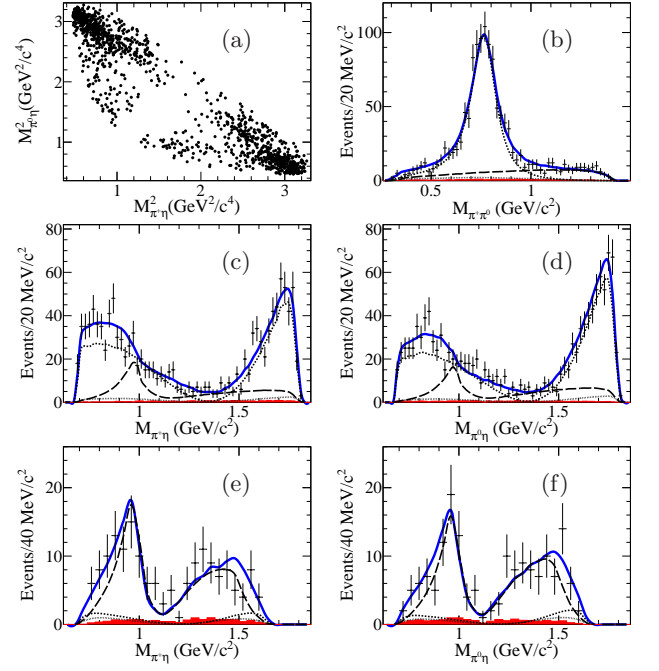 (a)
3
2
1
1 2 3
M²π⁰η(GeV²/c⁴)
M²π⁺η(GeV²/c⁴)
(b)
100
50
0
0.5 1
Events/20 MeV/c²
Mπ⁺π⁰ (GeV/c²)
(c)
80
60
40
20
0
1 1.5
Events/20 MeV/c²
Mπ⁺η (GeV/c²)
(d)
80
60
40
20
0
1 1.5
Events/20 MeV/c²
Mπ⁰η (GeV/c²)
(e)
20
10
0
1 1.5
Events/40 MeV/c²
Mπ⁺η (GeV/c²)
(f)
20
10
0
1 1.5
Events/40 MeV/c²
Mπ⁰η (GeV/c²)